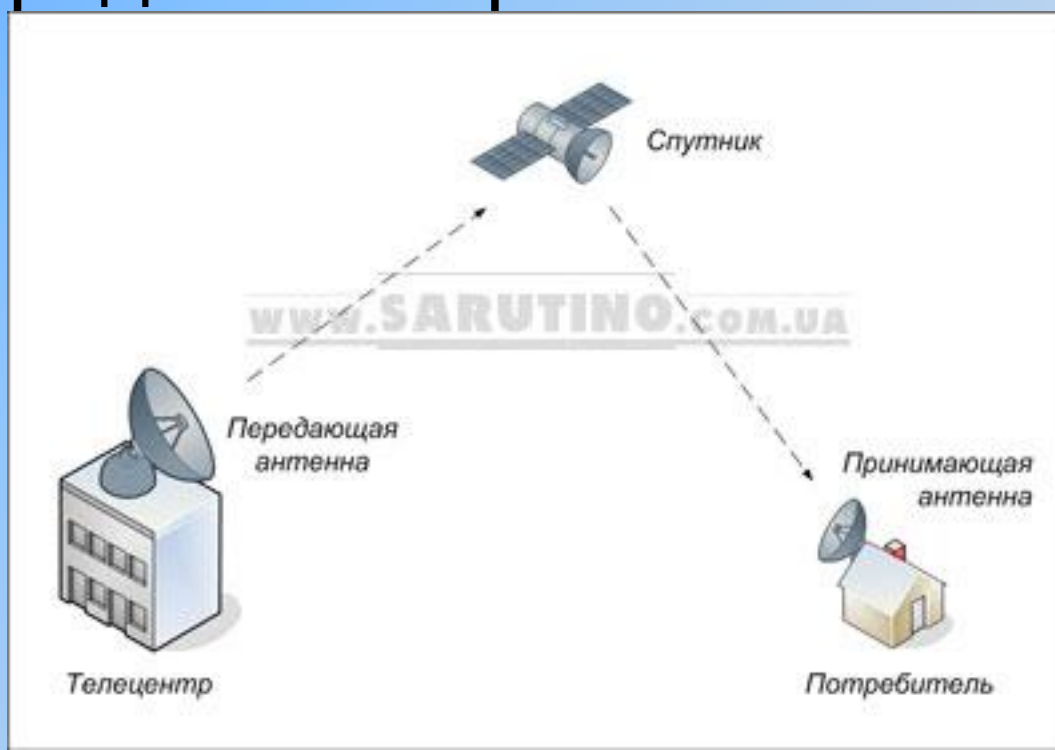 Спутник
WWW.SARUTINO.COM.UA
Передающая
антенна
Принимающая
антенна
Телецентр
Потребитель